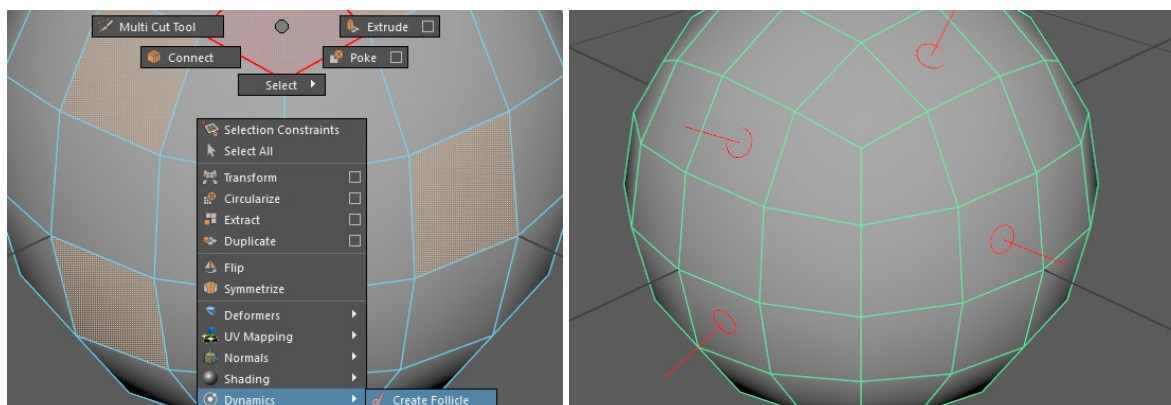 Multi Cut Tool
Extrude
Connect
Poke
Select
Selection Constraints
Select All
Transform
Circularize
Extract
Duplicate
Flip
Symmetrize
Deformers
UV Mapping
Normals
Shading
Dynamics
Create Follicle